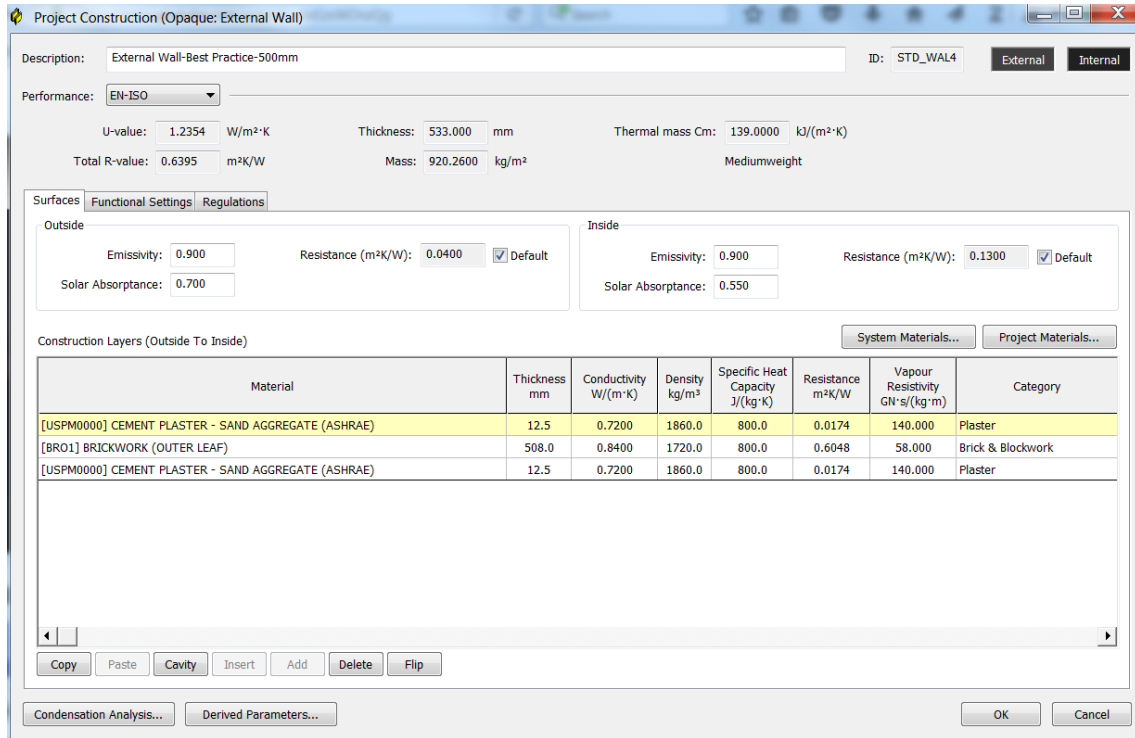 Project Construction (Opaque: External Wall)
Search
Description: External Wall-Best Practice-500mm ID: STD_WAL4 External Internal
Performance: EN-ISO
U-value: 1.2354 W/m²·K Thickness: 533.000 mm Thermal mass Cm: 139.0000 kJ/(m²·K)
Total R-value: 0.6395 m²K/W Mass: 920.2600 kg/m² Mediumweight
Surfaces Functional Settings Regulations
Outside Inside
Emissivity: 0.900 Resistance (m²K/W): 0.0400 Default Emissivity: 0.900 Resistance (m²K/W): 0.1300 Default
Solar Absorptance: 0.700 Solar Absorptance: 0.550
Construction Layers (Outside To Inside) System Materials... Project Materials...
Material Thickness mm Conductivity W/(m·K) Density kg/m³ Specific Heat Capacity J/(kg·K) Resistance m²K/W Vapour Resistivity GN·s/(kg·m) Category
[USPM0000] CEMENT PLASTER - SAND AGGREGATE (ASHRAE) 12.5 0.7200 1860.0 800.0 0.0174 140.000 Plaster
[BRO1] BRICKWORK (OUTER LEAF) 508.0 0.8400 1720.0 800.0 0.6048 58.000 Brick & Blockwork
[USPM0000] CEMENT PLASTER - SAND AGGREGATE (ASHRAE) 12.5 0.7200 1860.0 800.0 0.0174 140.000 Plaster
Copy Paste Cavity Insert Add Delete Flip
Condensation Analysis... Derived Parameters... OK Cancel